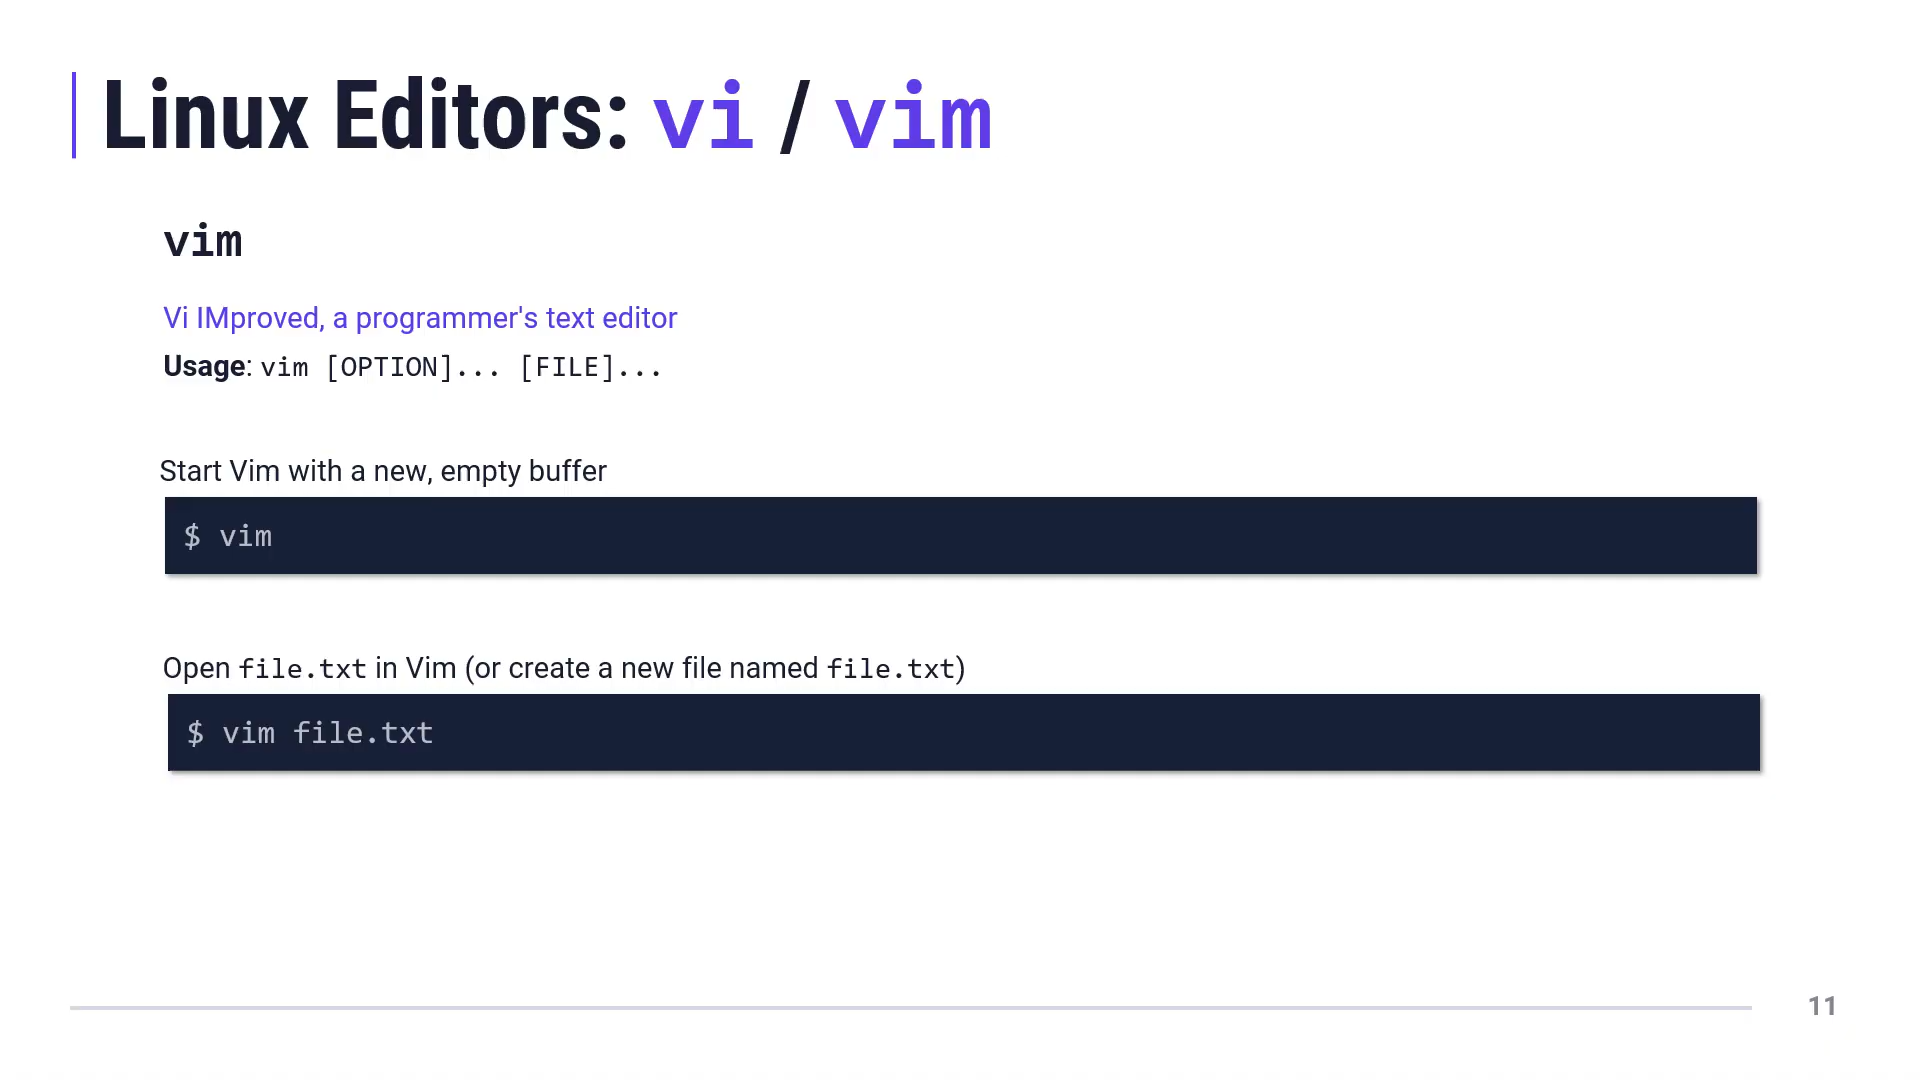 Linux Editors: vi / vim
vim
Vi IMproved, a programmer's text editor
Usage: vim [OPTION]... [FILE]...
Start Vim with a new, empty buffer
$ vim
Open file.txt in Vim (or create a new file named file.txt)
$ vim file.txt
11